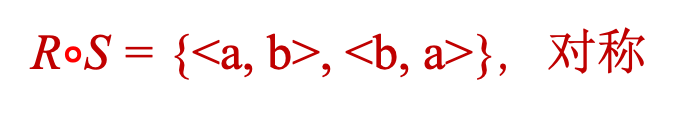 R∘S = {<a, b>, <b, a>}, 对称